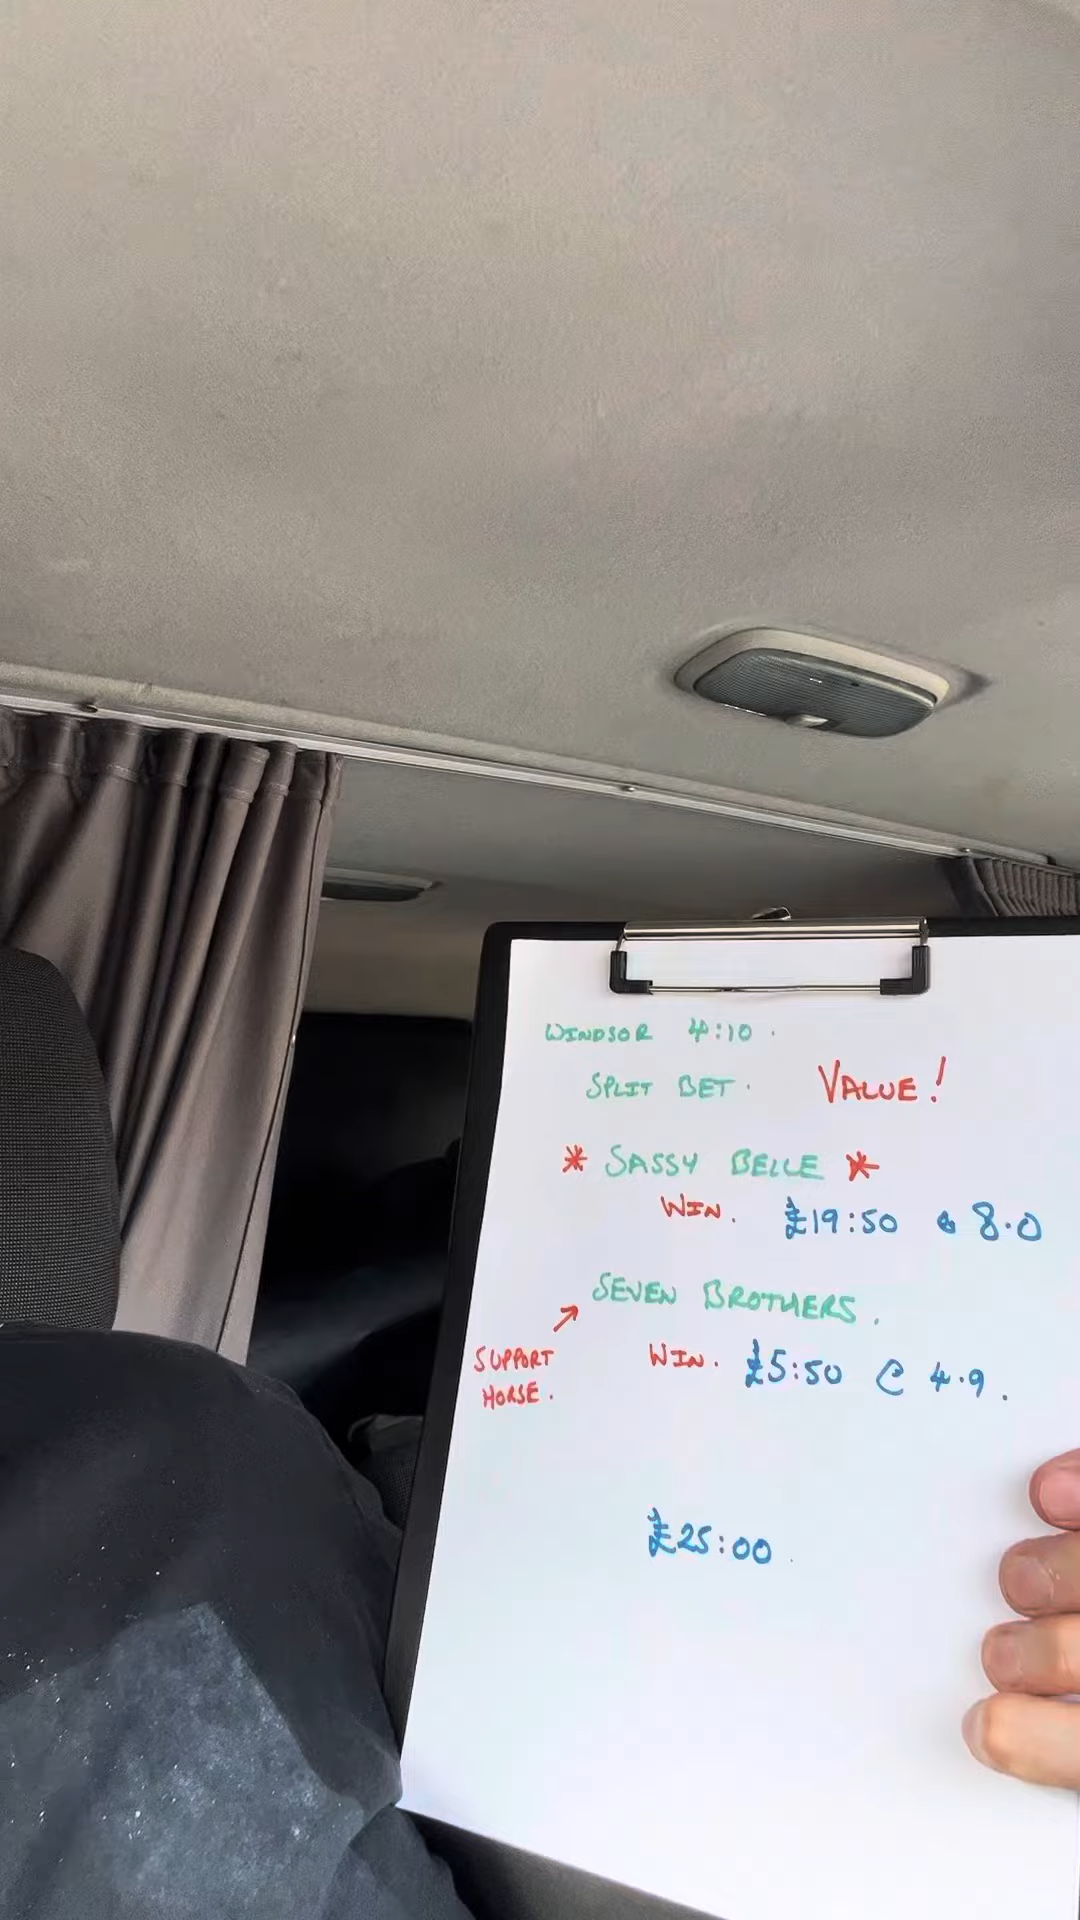 WINDSOR 4:10.
SPLIT BET. VALUE!
* SASSY BELLE *
WIN. £19:50 @ 8.0
SEVEN BROTHERS.
SUPPORT HORSE.
WIN. £5:50 @ 4.9.
£25:00.